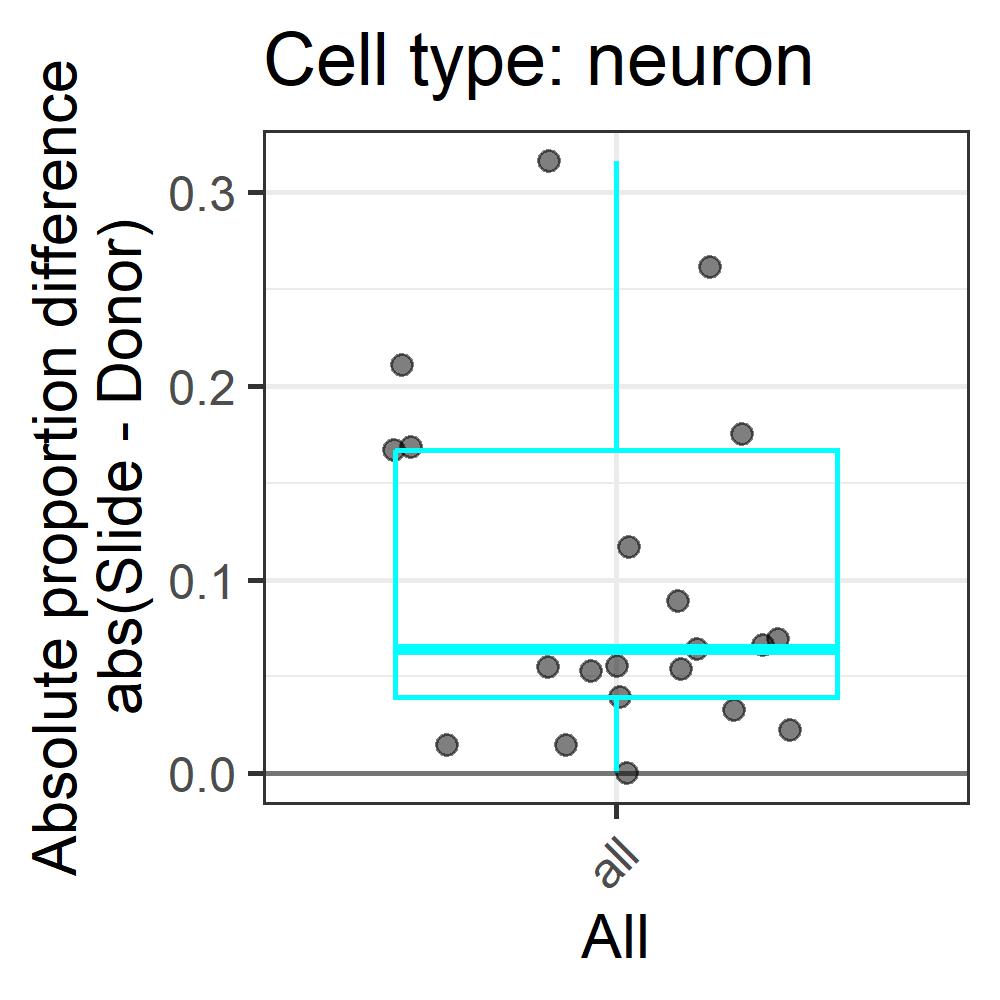 Cell type: neuron
Absolute proportion difference
abs(Slide - Donor)
0.3
0.2
0.1
0.0
all
All